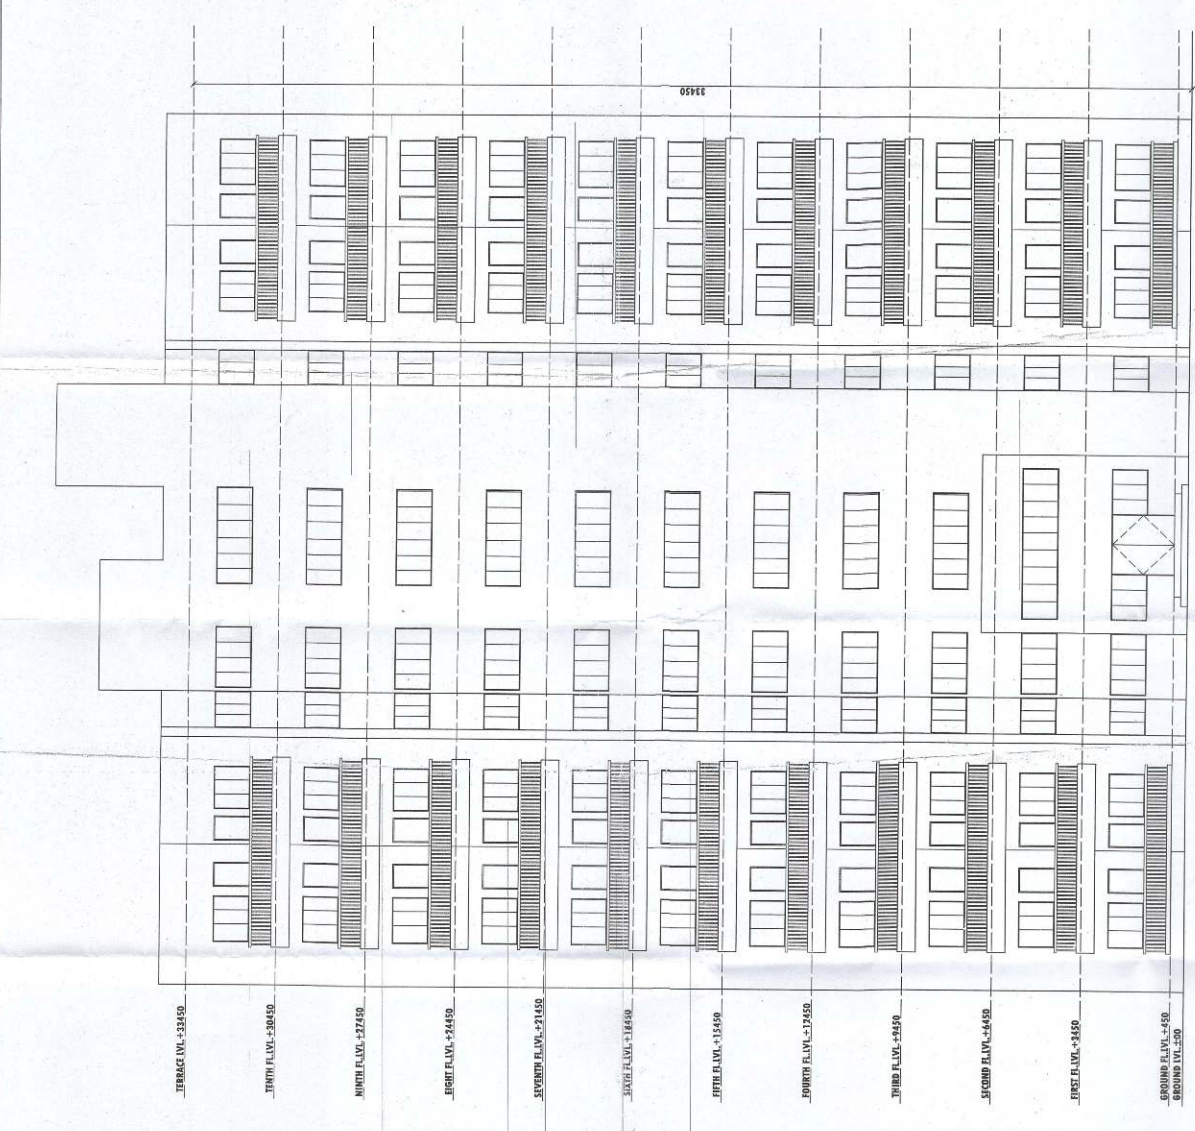 33450
TERRACE LVL +33450
TENTH FL.LVL +30450
NINTH FL.LVL +27450
EIGHT FL.LVL +24450
SEVENTH FL.LVL +21450
SIXTH FL.LVL +18450
FIFTH FL.LVL +15450
FOURTH FL.LVL +12450
THIRD FL.LVL +9450
SECOND FL.LVL +6450
FIRST FL.LVL +3450
GROUND FL.LVL +450
GROUND LVL ±00